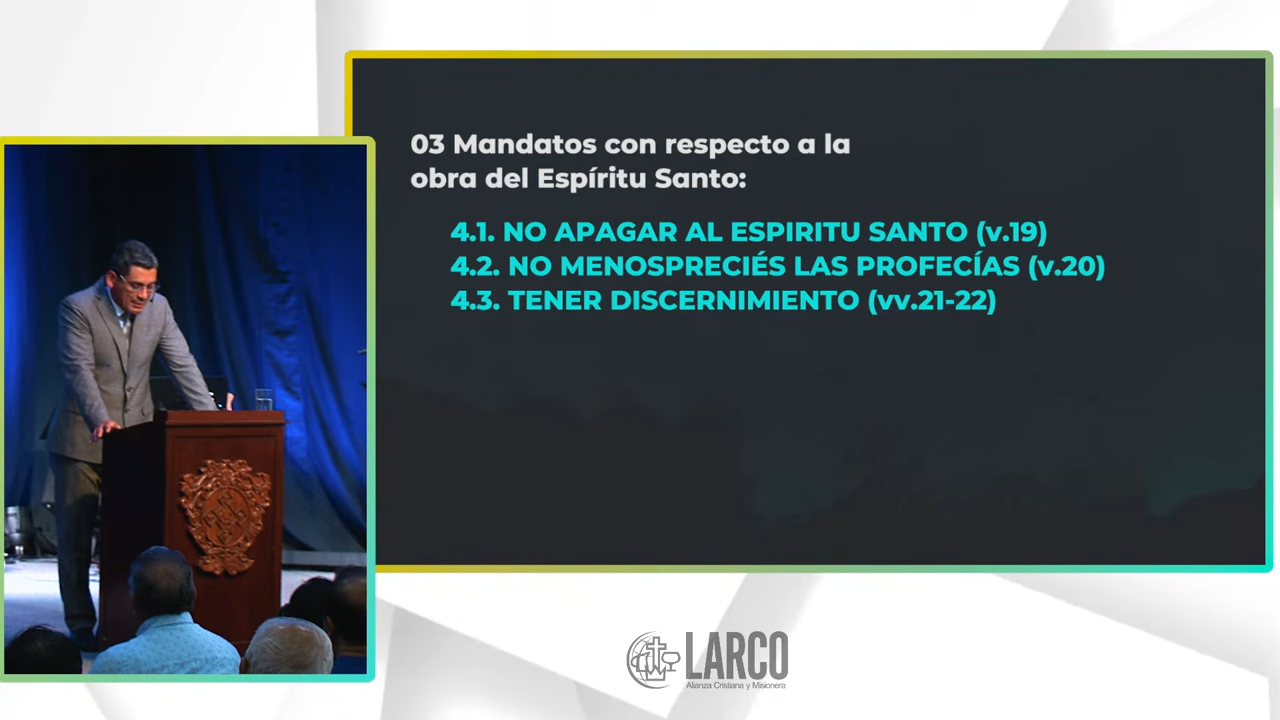 03 Mandatos con respecto a la
obra del Espíritu Santo:
4.1. NO APAGAR AL ESPIRITU SANTO (v.19)
4.2. NO MENOSPRECIÉS LAS PROFECÍAS (v.20)
4.3. TENER DISCERNIMIENTO (vv.21-22)
LARCO
Alianza Cristiana y Misionera